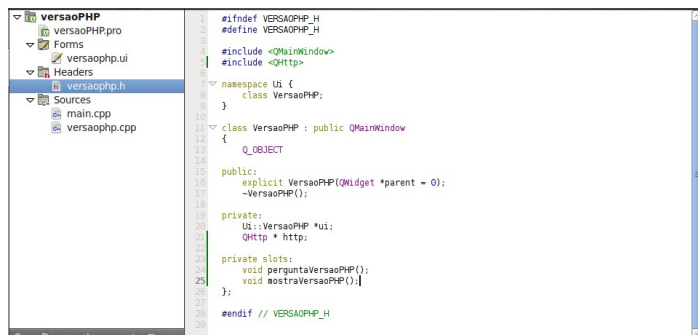 versaoPHP
versaoPHP.pro
Forms
versaophp.ui
Headers
versaophp.h
Sources
main.cpp
versaophp.cpp
1 #ifndef VERSAOPHP_H
2 #define VERSAOPHP_H
3
4 #include <QMainWindow>
5 #include <QHttp>
6
7 namespace Ui {
8 class VersaoPHP;
9 }
10
11 class VersaoPHP : public QMainWindow
12 {
13 Q_OBJECT
14
15 public:
16 explicit VersaoPHP(QWidget *parent = 0);
17 ~VersaoPHP();
18
19 private:
20 Ui::VersaoPHP *ui;
21 QHttp * http;
22
23 private slots:
24 void perguntaVersaoPHP();
25 void mostraVersaoPHP();
26 };
27
28 #endif // VERSAOPHP_H
29